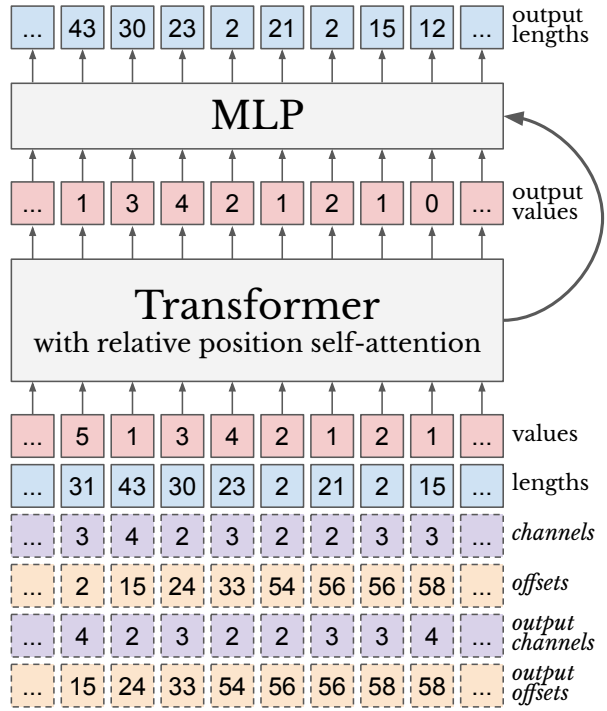 ... 43 30 23 2 21 2 15 12 ... output lengths
MLP
... 1 3 4 2 1 2 1 0 ... output values
Transformer
with relative position self-attention
... 5 1 3 4 2 1 2 1 ... values
... 31 43 30 23 2 21 2 15 ... lengths
... 3 4 2 3 2 2 3 3 ... channels
... 2 15 24 33 54 56 56 58 ... offsets
... 4 2 3 2 2 3 3 4 ... output channels
... 15 24 33 54 56 56 58 58 ... output offsets